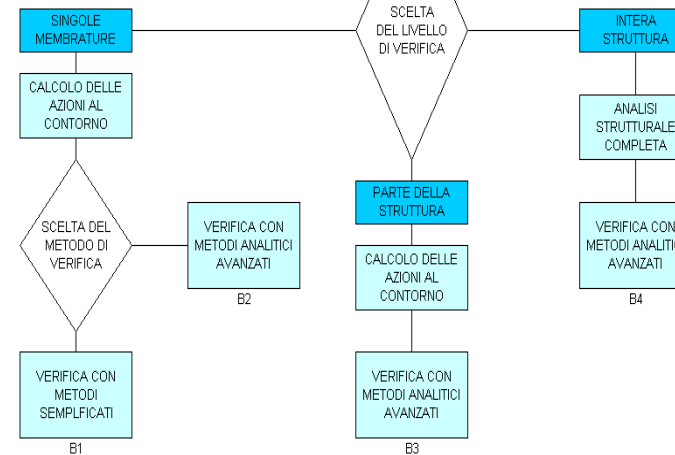 SCELTA
DEL LIVELLO
DI VERIFICA
SINGOLE
MEMBRATURE
INTERA
STRUTTURA
CALCOLO DELLE
AZIONI AL
CONTORNO
ANALISI
STRUTTURALE
COMPLETA
PARTE DELLA
STRUTTURA
SCELTA DEL
METODO DI
VERIFICA
VERIFICA CON
METODI ANALITICI
AVANZATI
B2
CALCOLO DELLE
AZIONI AL
CONTORNO
VERIFICA CON
METODI ANALITI
AVANZATI
B4
VERIFICA CON
METODI
SEMPLFICATI
B1
VERIFICA CON
METODI ANALITICI
AVANZATI
B3